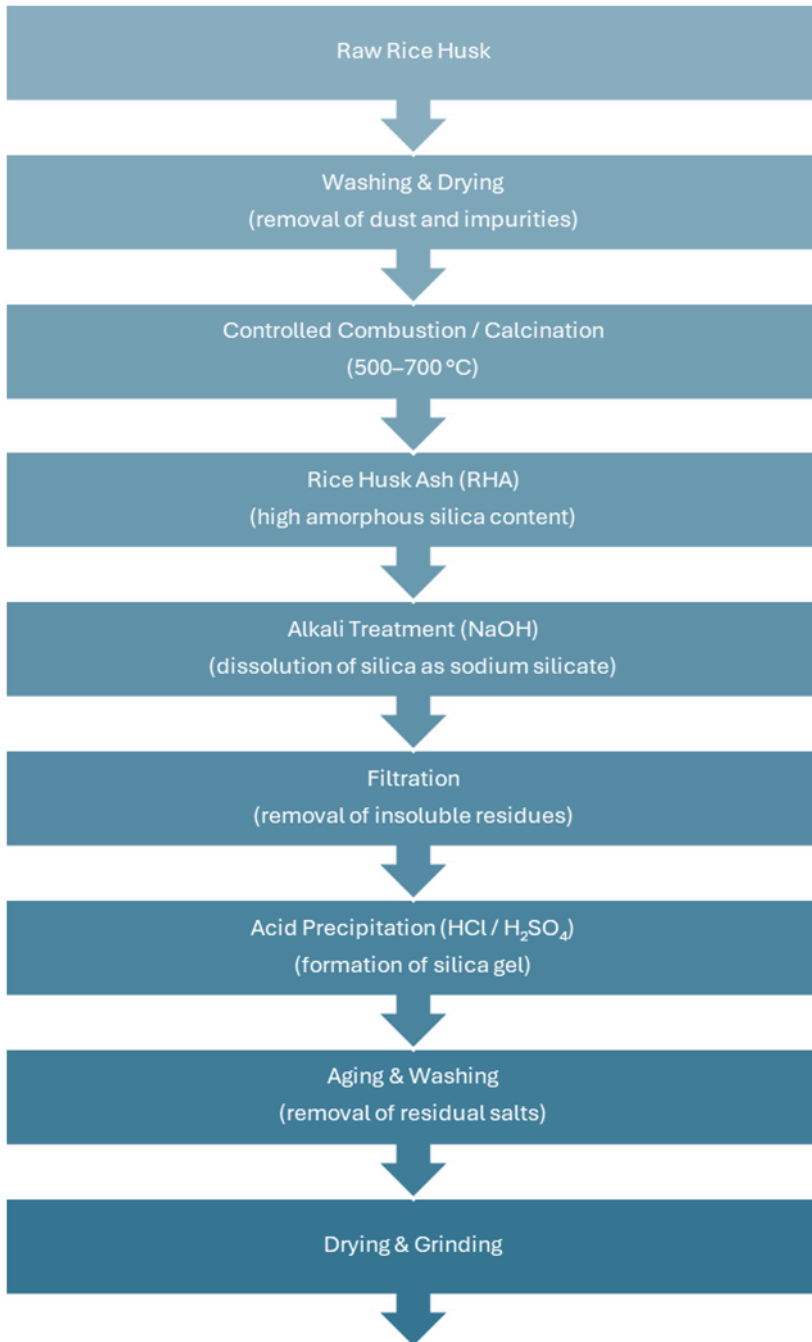 Raw Rice Husk
Washing & Drying
(removal of dust and impurities)
Controlled Combustion / Calcination
(500–700 °C)
Rice Husk Ash (RHA)
(high amorphous silica content)
Alkali Treatment (NaOH)
(dissolution of silica as sodium silicate)
Filtration
(removal of insoluble residues)
Acid Precipitation (HCl / H₂SO₄)
(formation of silica gel)
Aging & Washing
(removal of residual salts)
Drying & Grinding